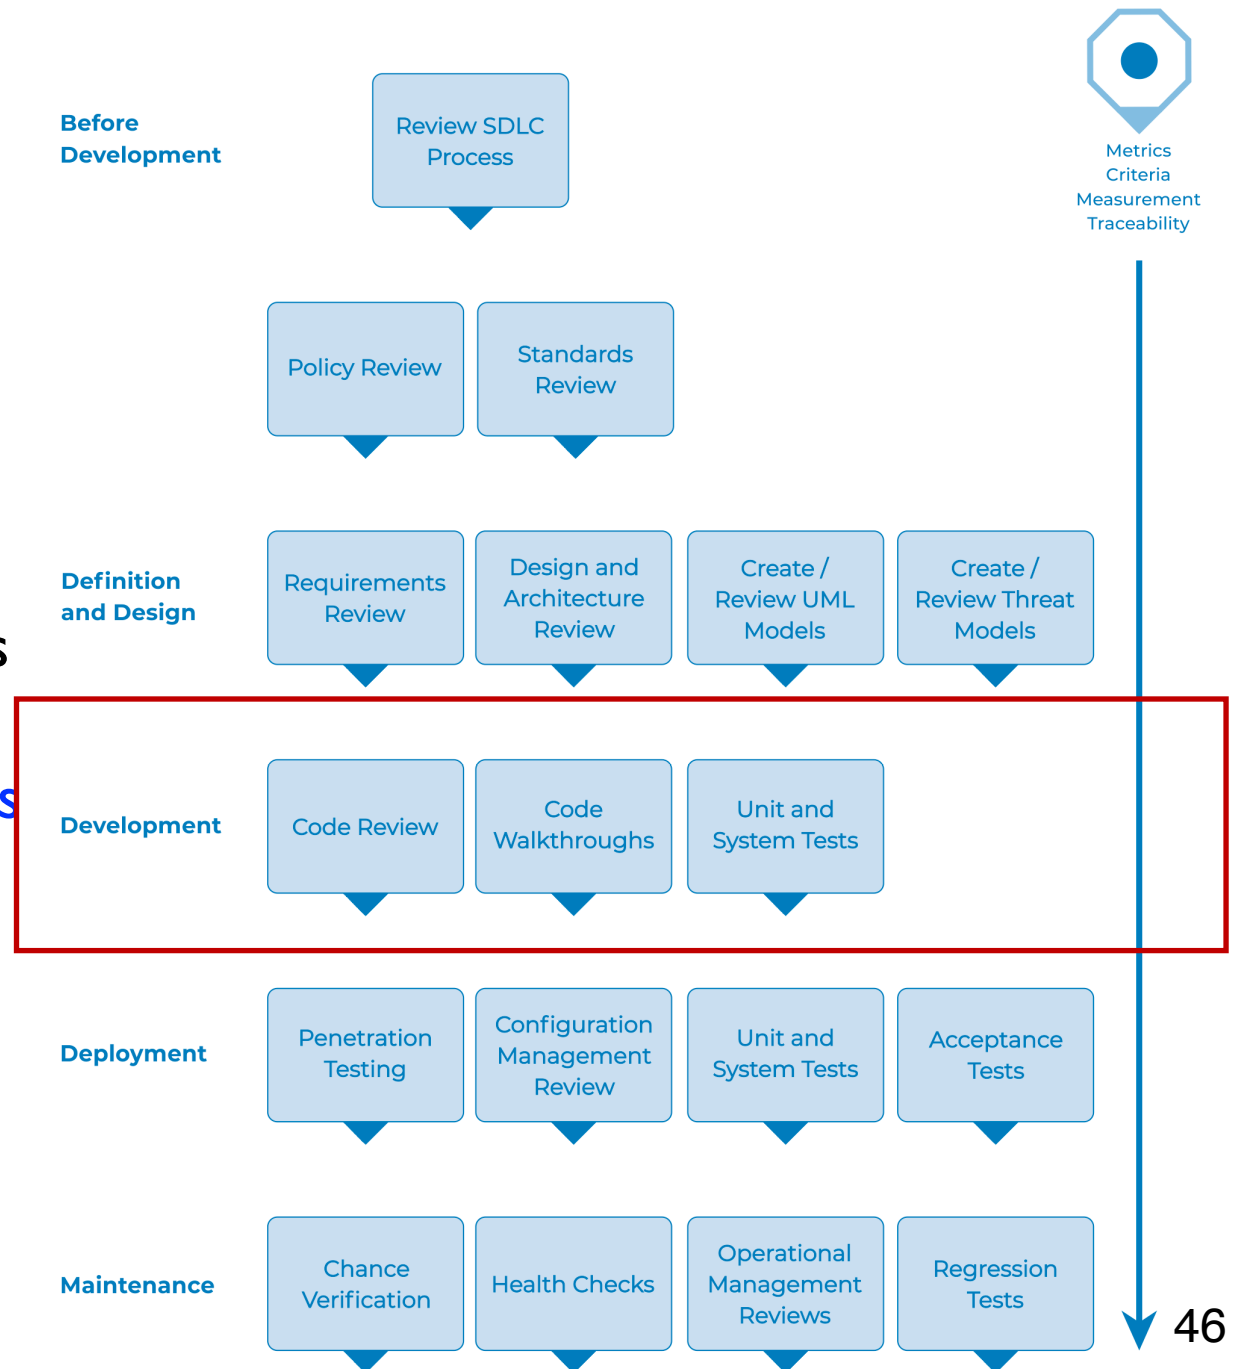 Before
Development
Review SDLC
Process
Metrics
Criteria
Measurement
Traceability
Policy Review
Standards
Review
Definition
and Design
Requirements
Review
Design and
Architecture
Review
Create /
Review UML
Models
Create /
Review Threat
Models
s
s
Development
Code Review
Code
Walkthroughs
Unit and
System Tests
Deployment
Penetration
Testing
Configuration
Management
Review
Unit and
System Tests
Acceptance
Tests
Maintenance
Chance
Verification
Health Checks
Operational
Management
Reviews
Regression
Tests
46